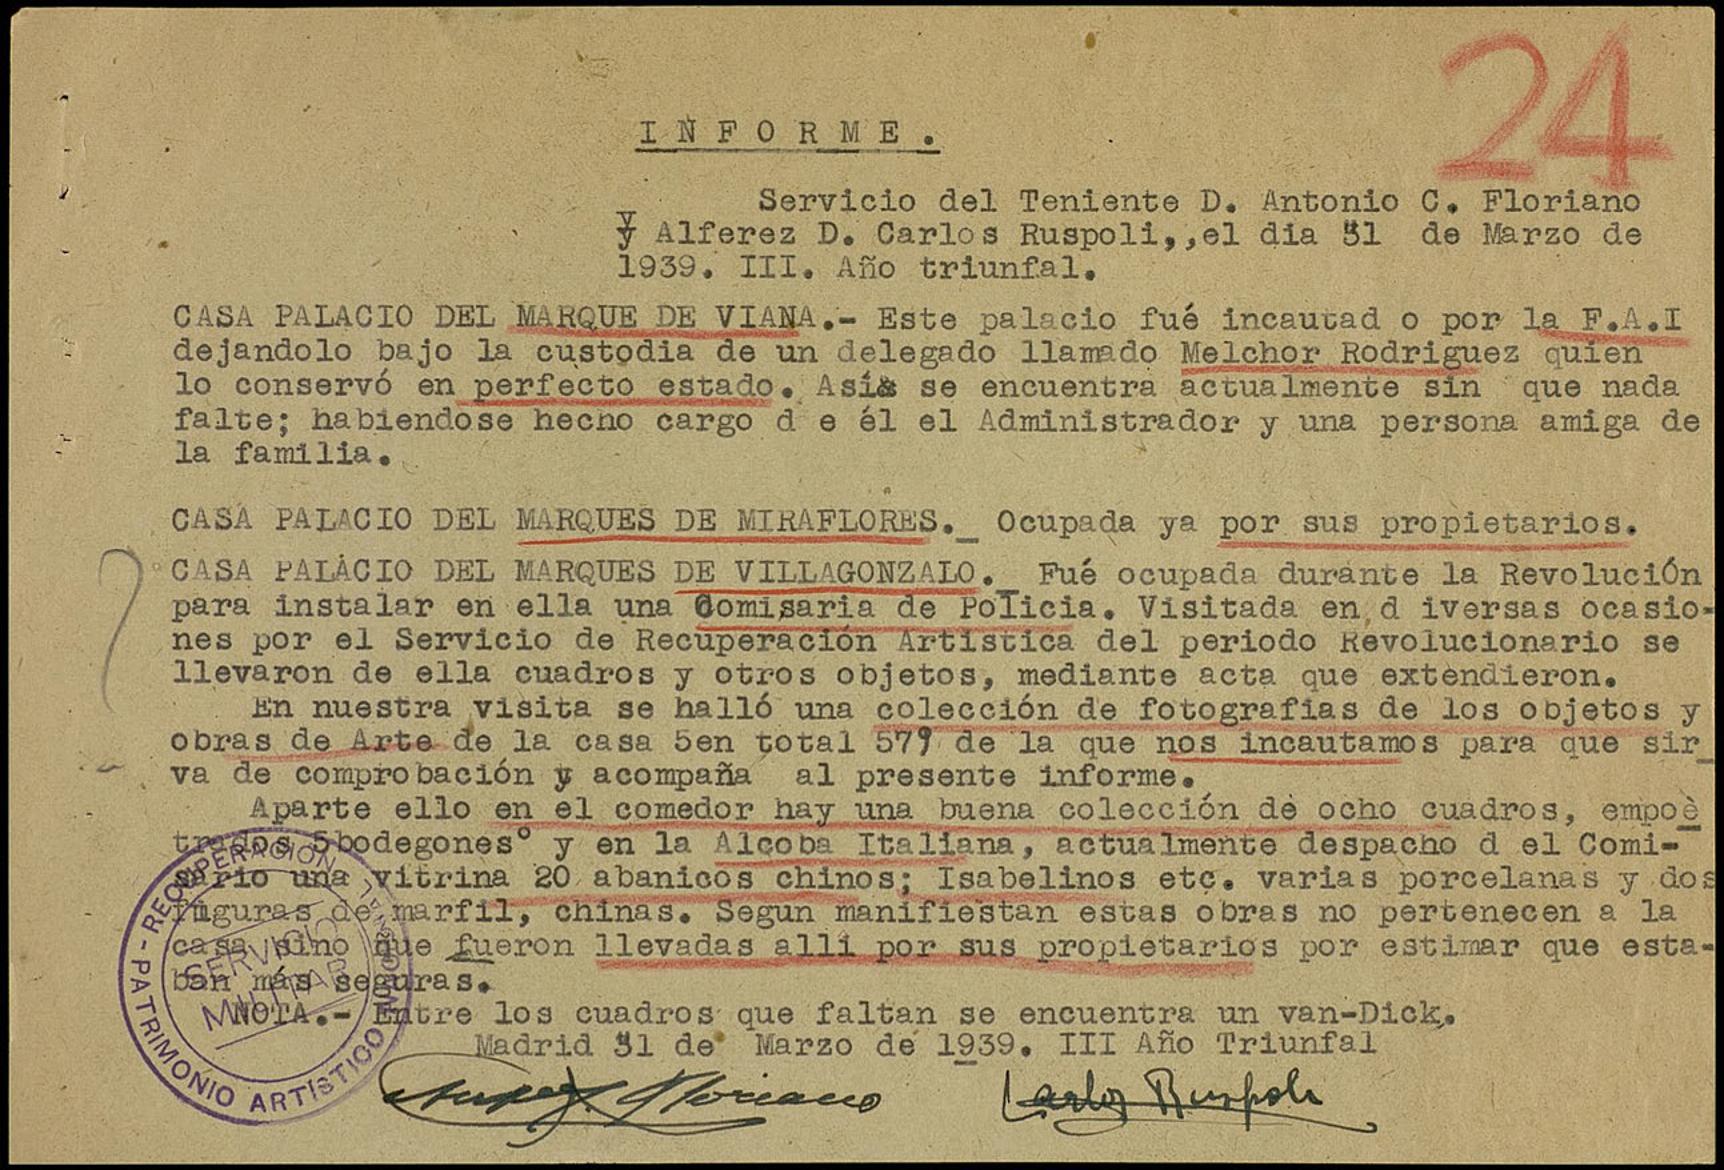 24
INFORME.
Servicio del Teniente D. Antonio C. Floriano
y Alferez D. Carlos Ruspoli,,el dia 31 de Marzo de
1939. III. Año triunfal.
CASA PALACIO DEL MARQUE DE VIANA.- Este palacio fué incautad o por la F.A.I
dejandolo bajo la custodia de un delegado llamado Melchor Rodriguez quien
lo conservó en perfecto estado. Asi se encuentra actualmente sin que nada
falte; habiendose hecho cargo d e él el Administrador y una persona amiga de
la familia.
CASA PALACIO DEL MARQUES DE MIRAFLORES._ Ocupada ya por sus propietarios.
CASA PALACIO DEL MARQUES DE VILLAGONZALO._ Fué ocupada durante la Revolución
para instalar en ella una Comisaria de Policia. Visitada en d iversas ocasio-
nes por el Servicio de Recuperación Artistica del periodo Revolucionario se
llevaron de ella cuadros y otros objetos, mediante acta que extendieron.
En nuestra visita se halló una colección de fotografias de los objetos y
obras de Arte de la casa 5en total 579 de la que nos incautamos para que sir_
va de comprobación y acompaña al presente informe.
Aparte ello en el comedor hay una buena colección de ocho cuadros, empoè
trados 5bodegones° y en la Alcoba Italiana, actualmente despacho d el Comi-
sario una vitrina 20 abanicos chinos; Isabelinos etc. varias porcelanas y dos
figuras de marfil, chinas. Segun manifiestan estas obras no pertenecen a la
casa sino que fueron llevadas alli por sus propietarios por estimar que esta-
ban más seguras.
NOTA.- Entre los cuadros que faltan se encuentra un van-Dick.
Madrid 31 de Marzo de 1939. III Año Triunfal
Floriano
Carlos Ruspoli
PATRIMONIO ARTÍSTICO NACIONAL - RECUPERACIÓN
SERVICIO
MILITAR